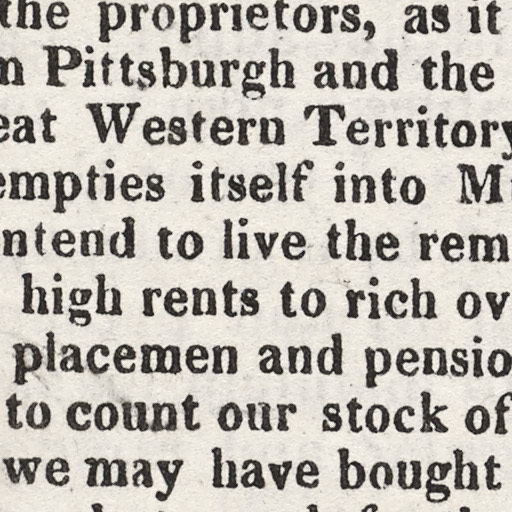 the proprietors, as it
n Pittsburgh and the
eat Western Territory
empties itself into M
ntend to live the rem
high rents to rich ov
placemen and pensio
to count our stock of
we may have bought